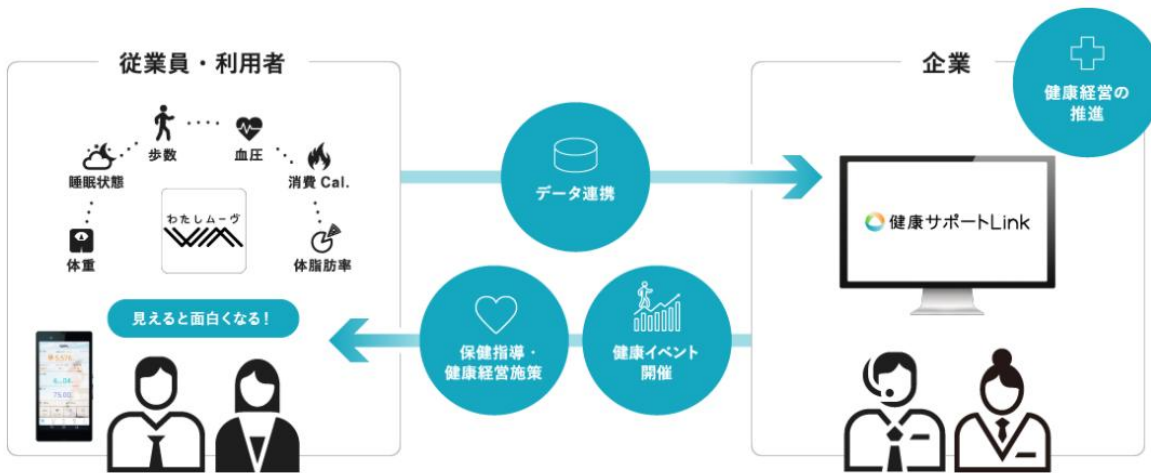 従業員・利用者
歩数
血圧
睡眠状態
消費 Cal.
わたしムーヴ
体重
体脂肪率
見えると面白くなる！
データ連携
保健指導・
健康経営施策
健康イベント
開催
企業
健康経営の
推進
健康サポートLink